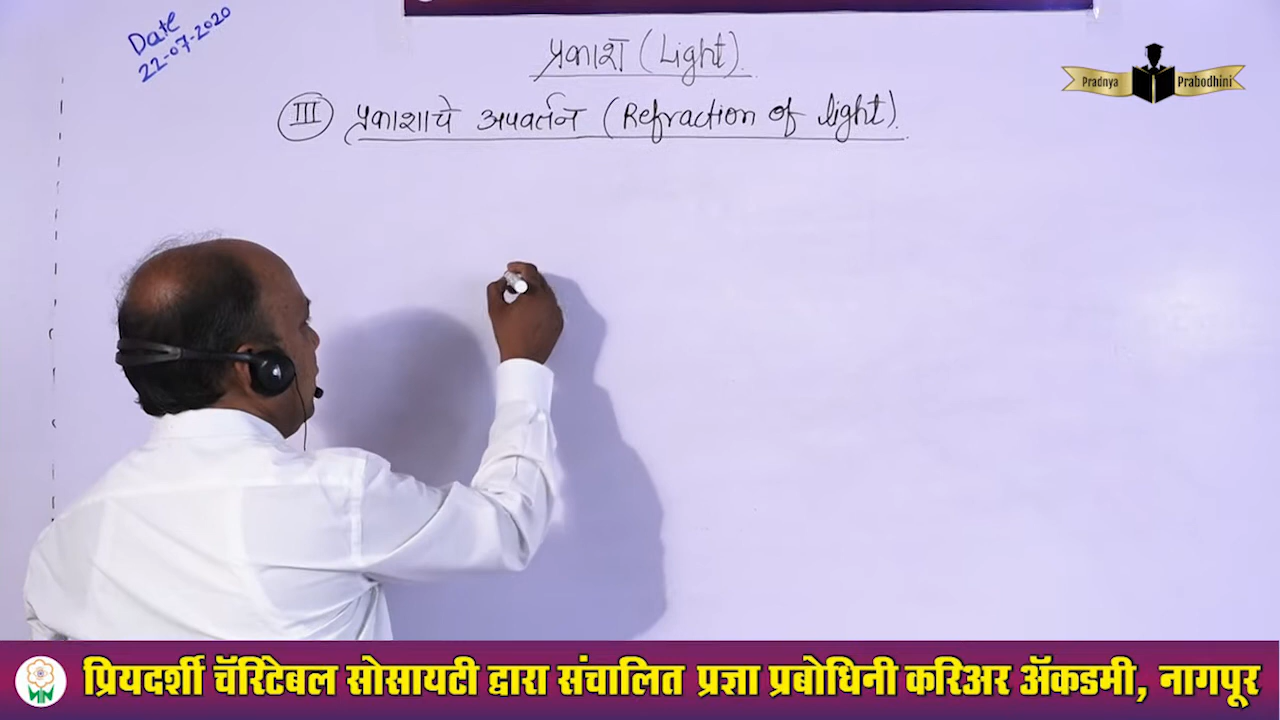 Date
22-07-2020
प्रकाश (Light)
III प्रकाशाचे अपवर्तन (Refraction of light).
Pradnya Prabodhini
प्रियदर्शी चॅरिटेबल सोसायटी द्वारा संचालित प्रज्ञा प्रबोधिनी करिअर ॲकडमी, नागपूर